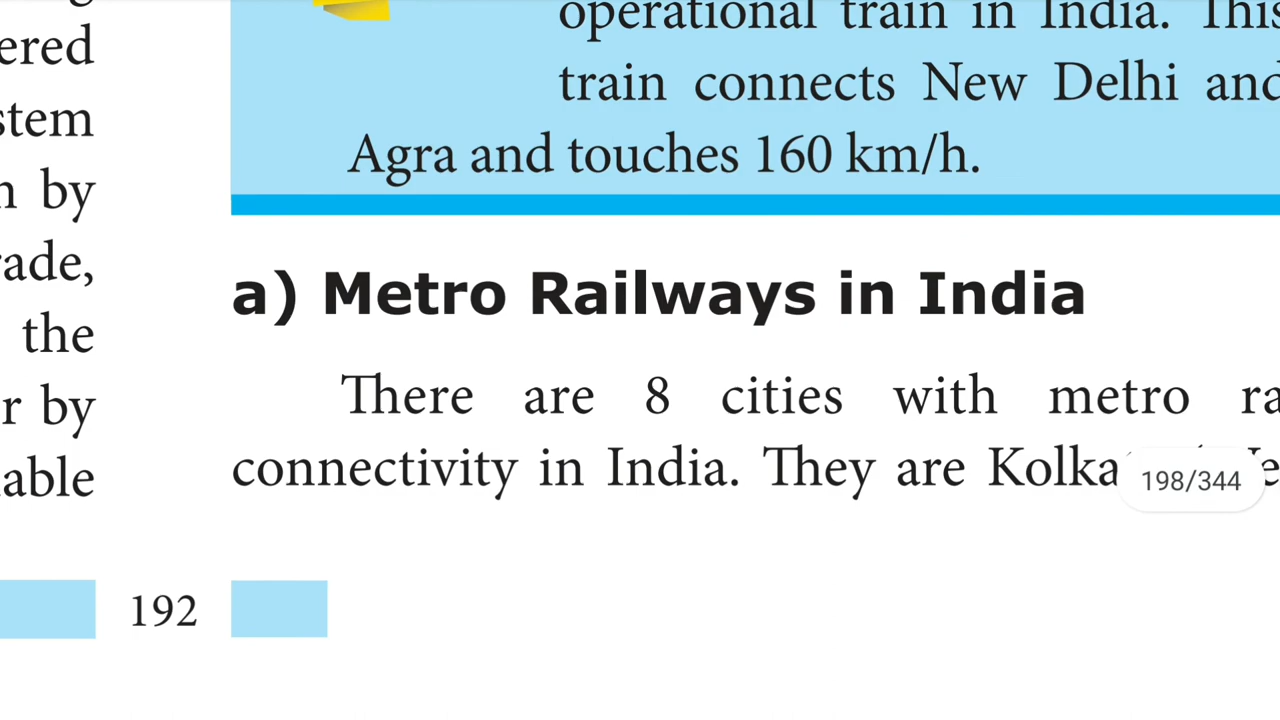 ered
stem
by
rade,
the
r by
able
operational train in India. This
train connects New Delhi and
Agra and touches 160 km/h.
a) Metro Railways in India
There are 8 cities with metro
connectivity in India. They are
198/344
192